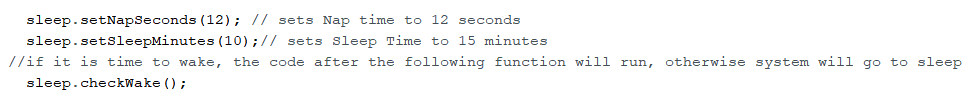 sleep.setNapSeconds(12); // sets Nap time to 12 seconds
sleep.setSleepMinutes(10);// sets Sleep Time to 15 minutes
//if it is time to wake, the code after the following function will run, otherwise system will go to sleep
sleep.checkWake();